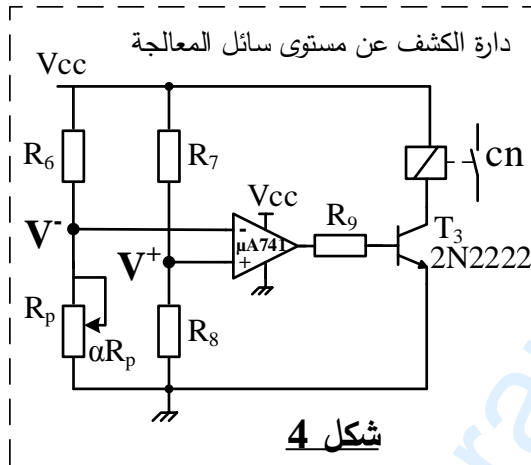 دارة الكشف عن مستوى سائل المعالجة
Vcc
R6
R7
cn
Vcc
V-
-
µA741
R9
T3
V+
+
2N2222
Rp
αRp
R8
شكل 4